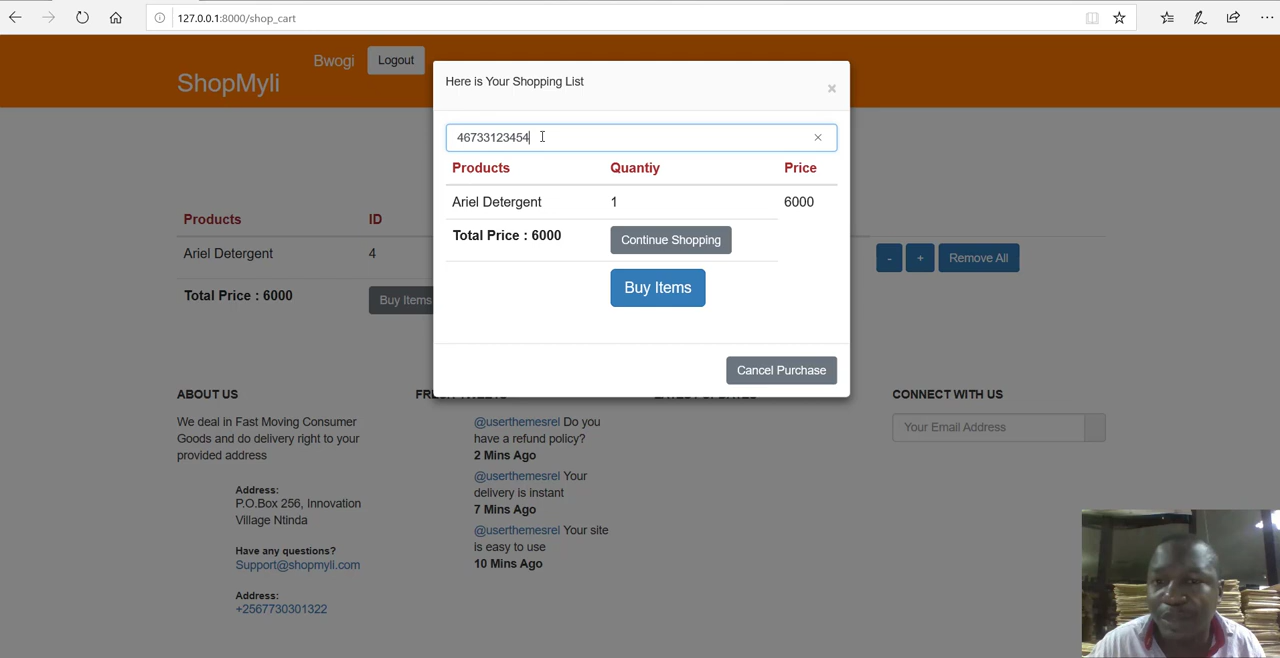 127.0.0.1:8000/shop_cart
ShopMyli
Bwogi
Logout
Here is Your Shopping List
×
46733123454
Products Quantiy Price
Ariel Detergent 1 6000
Total Price : 6000 Continue Shopping
Buy Items
Cancel Purchase
Products ID
Ariel Detergent 4 - + Remove All
Total Price : 6000 Buy Items
ABOUT US
We deal in Fast Moving Consumer
Goods and do delivery right to your
provided address
Address:
P.O.Box 256, Innovation
Village Ntinda
Have any questions?
Support@shopmyli.com
Address:
+2567730301322
@userthemesrel Do you
have a refund policy?
2 Mins Ago
@userthemesrel Your
delivery is instant
7 Mins Ago
@userthemesrel Your site
is easy to use
10 Mins Ago
CONNECT WITH US
Your Email Address